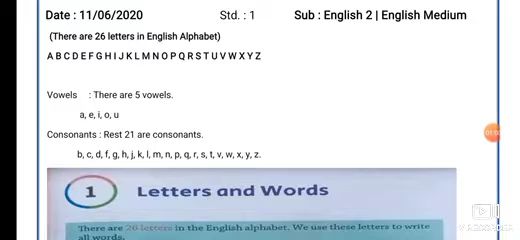 Date : 11/06/2020 Std. : 1 Sub : English 2 | English Medium
(There are 26 letters in English Alphabet)
A B C D E F G H I J K L M N O P Q R S T U V W X Y Z
Vowels : There are 5 vowels.
a, e, i, o, u
Consonants : Rest 21 are consonants.
b, c, d, f, g, h, j, k, l, m, n, p, q, r, s, t, v, w, x, y, z.
1 Letters and Words
There are 26 letters in the English alphabet. We use these letters to write
all words.